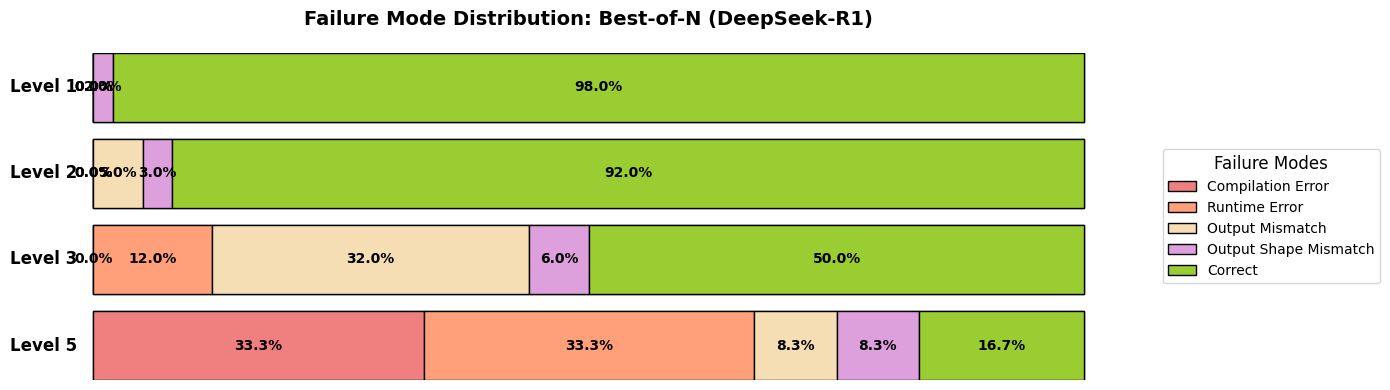 Failure Mode Distribution: Best-of-N (DeepSeek-R1)
Level 1 98.0%
Level 2 0.0% 5.0% 3.0% 92.0%
Level 3 0.0% 12.0% 32.0% 6.0% 50.0%
Level 5 33.3% 33.3% 8.3% 8.3% 16.7%
Failure Modes
Compilation Error
Runtime Error
Output Mismatch
Output Shape Mismatch
Correct